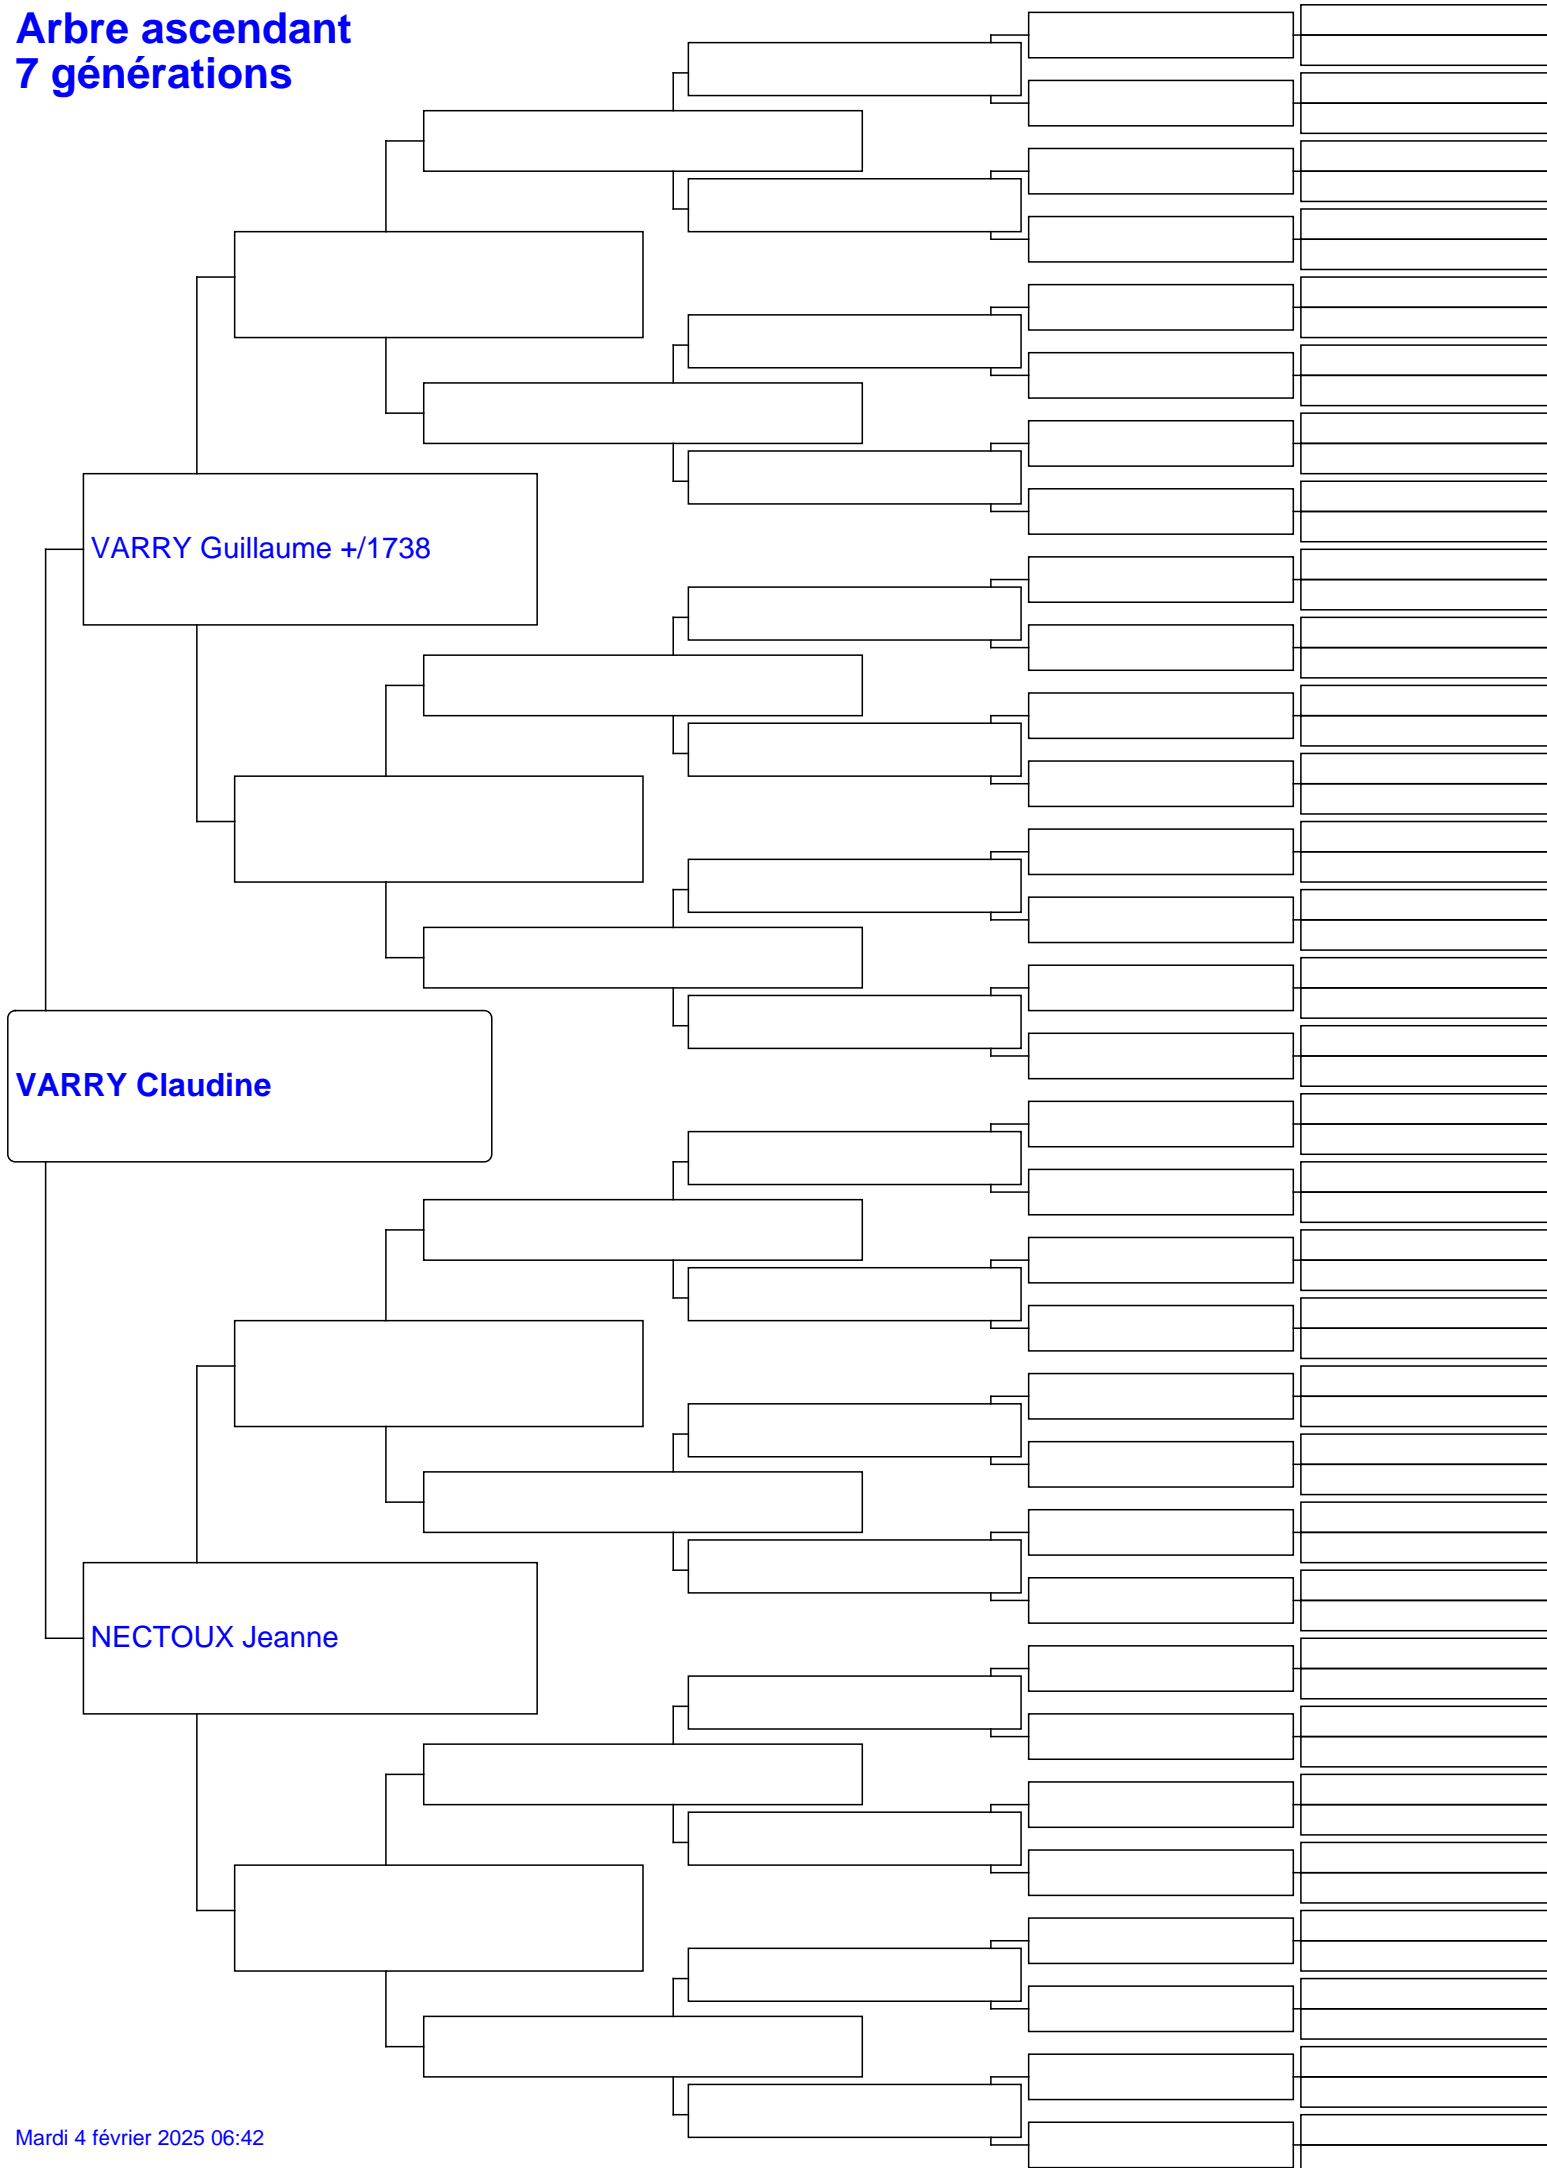 Arbre ascendant
7 générations
VARRY Guillaume +/1738
VARRY Claudine
NECTOUX Jeanne
Mardi 4 février 2025 06:42